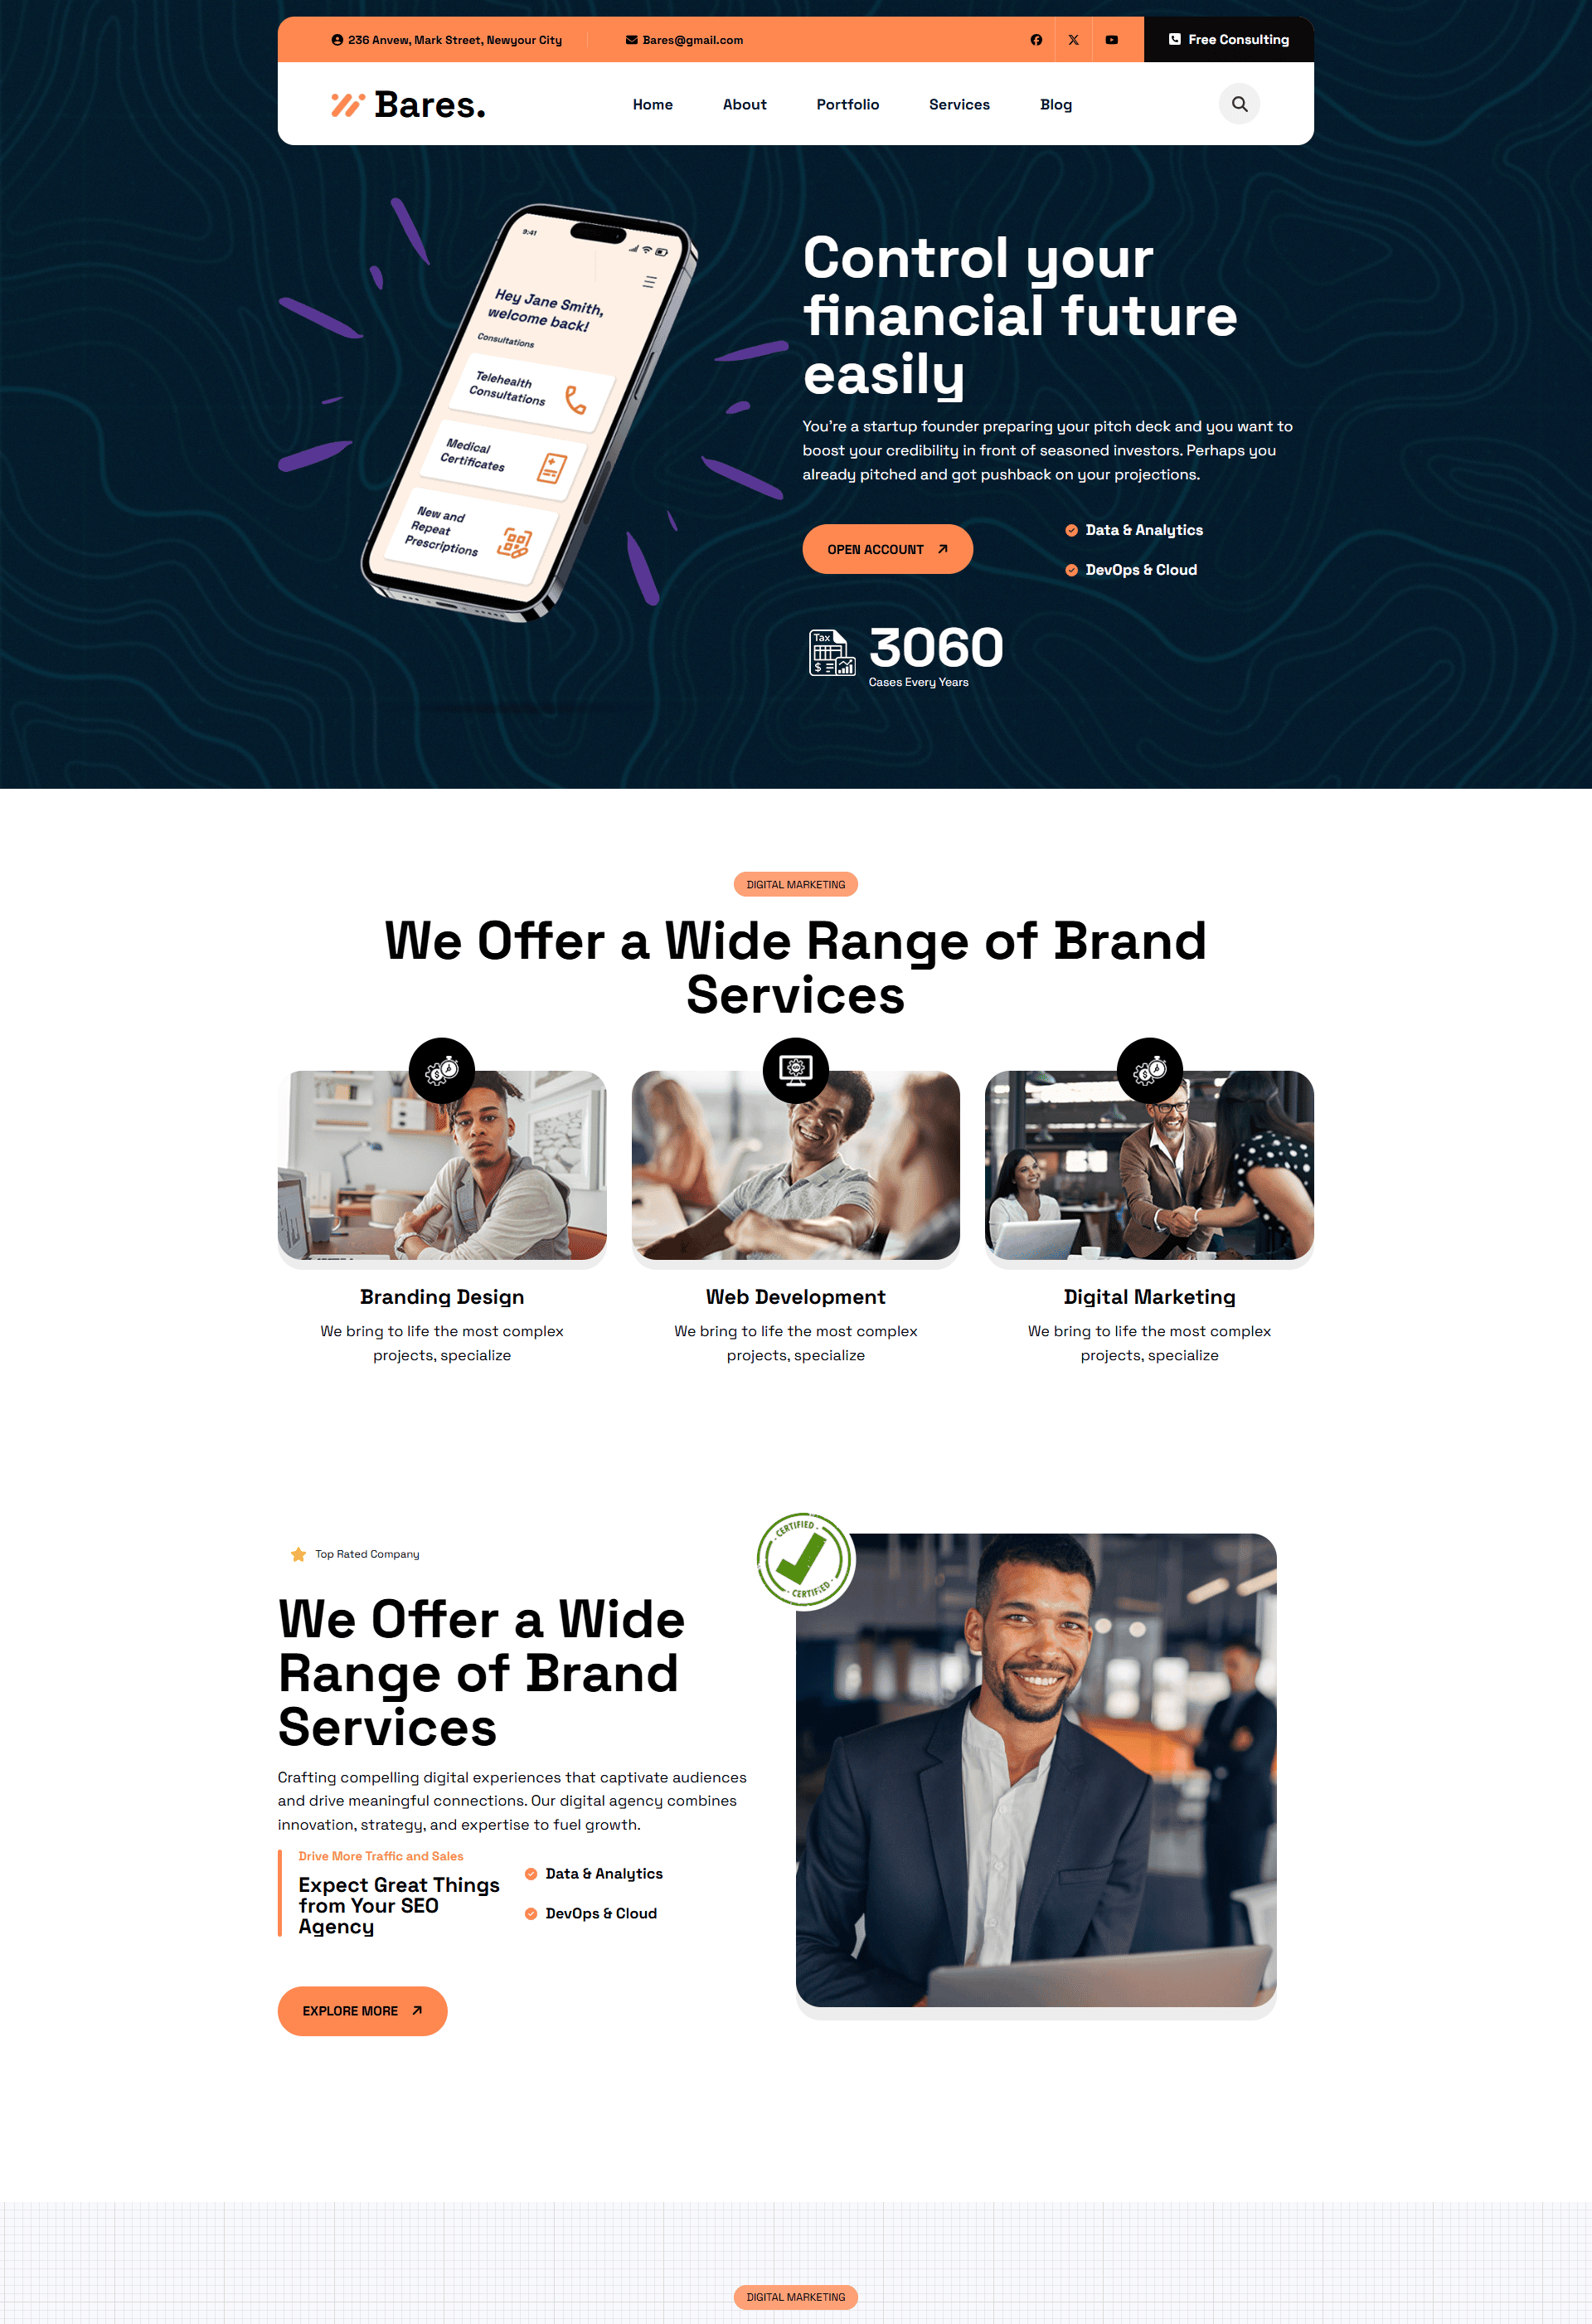 236 Anvew, Mark Street, Newyour City
Bares@gmail.com
Free Consulting
Bares.
Home
About
Portfolio
Services
Blog
9:41
Hey Jane Smith,
welcome back!
Consultations
Telehealth
Consultations
Medical
Certificates
New and
Repeat
Prescriptions
Control your
financial future
easily
You're a startup founder preparing your pitch deck and you want to
boost your credibility in front of seasoned investors. Perhaps you
already pitched and got pushback on your projections.
OPEN ACCOUNT
Data & Analytics
DevOps & Cloud
Tax
$
3060
Cases Every Years
DIGITAL MARKETING
We Offer a Wide Range of Brand
Services
Branding Design
We bring to life the most complex
projects, specialize
Web Development
We bring to life the most complex
projects, specialize
Digital Marketing
We bring to life the most complex
projects, specialize
Top Rated Company
We Offer a Wide
Range of Brand
Services
Crafting compelling digital experiences that captivate audiences
and drive meaningful connections. Our digital agency combines
innovation, strategy, and expertise to fuel growth.
Drive More Traffic and Sales
Expect Great Things
from Your SEO
Agency
Data & Analytics
DevOps & Cloud
EXPLORE MORE
- CERTIFIED -
- CERTIFIED -
DIGITAL MARKETING